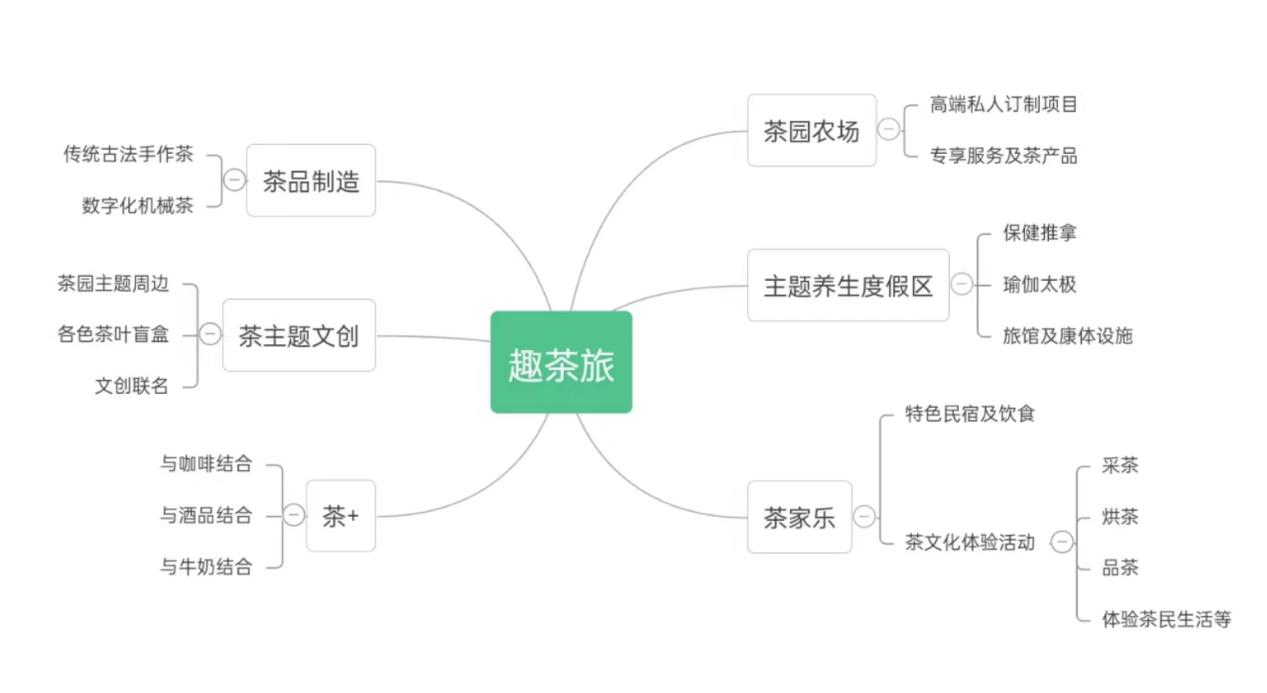 趣茶旅
茶品制造
传统古法手作茶
数字化机械茶
茶主题文创
茶园主题周边
各色茶叶盲盒
文创联名
茶+
与咖啡结合
与酒品结合
与牛奶结合
茶园农场
高端私人订制项目
专享服务及茶产品
主题养生度假区
保健推拿
瑜伽太极
旅馆及康体设施
茶家乐
特色民宿及饮食
茶文化体验活动
采茶
烘茶
品茶
体验茶民生活等